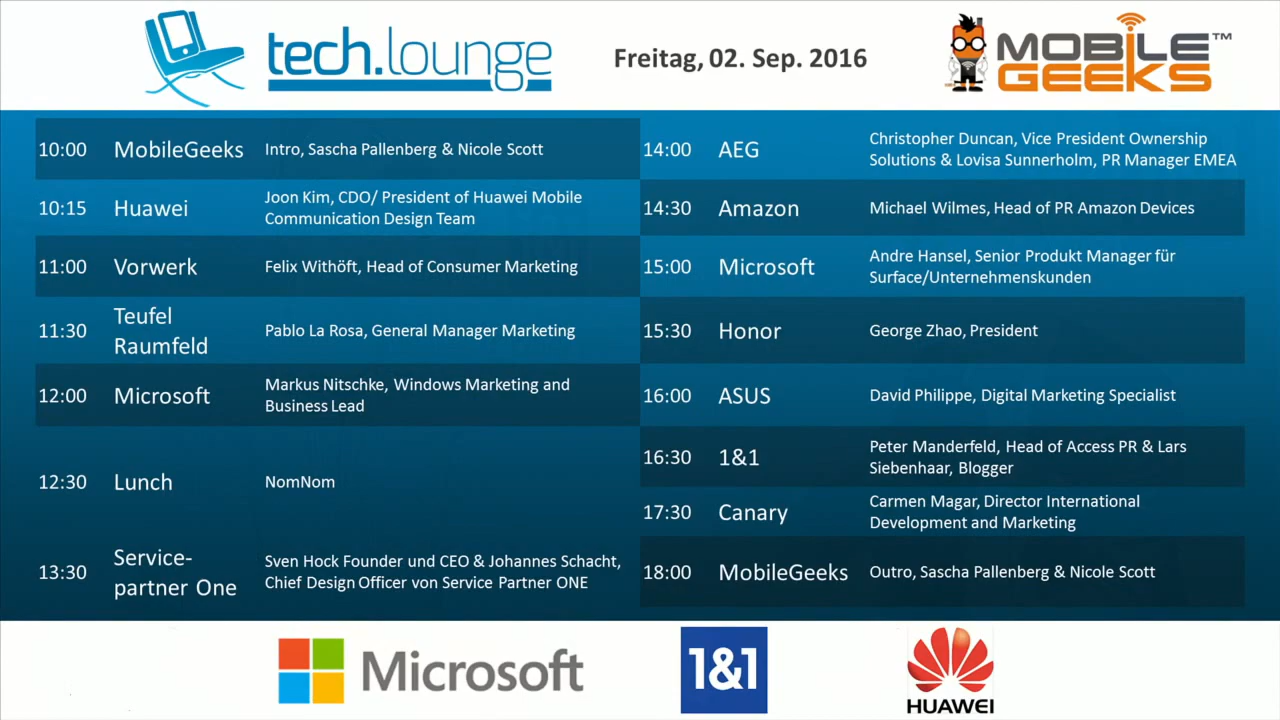 tech.lounge
Freitag, 02. Sep. 2016
MOBILE™
GEEKS
10:00 MobileGeeks Intro, Sascha Pallenberg & Nicole Scott
10:15 Huawei Joon Kim, CDO/ President of Huawei Mobile
Communication Design Team
11:00 Vorwerk Felix Withöft, Head of Consumer Marketing
11:30 Teufel
Raumfeld Pablo La Rosa, General Manager Marketing
12:00 Microsoft Markus Nitschke, Windows Marketing and
Business Lead
12:30 Lunch NomNom
13:30 Service-
partner One Sven Hock Founder und CEO & Johannes Schacht,
Chief Design Officer von Service Partner ONE
14:00 AEG Christopher Duncan, Vice President Ownership
Solutions & Lovisa Sunnerholm, PR Manager EMEA
14:30 Amazon Michael Wilmes, Head of PR Amazon Devices
15:00 Microsoft Andre Hansel, Senior Produkt Manager für
Surface/Unternehmenskunden
15:30 Honor George Zhao, President
16:00 ASUS David Philippe, Digital Marketing Specialist
16:30 1&1 Peter Manderfeld, Head of Access PR & Lars
Siebenhaar, Blogger
17:30 Canary Carmen Magar, Director International
Development and Marketing
18:00 MobileGeeks Outro, Sascha Pallenberg & Nicole Scott
Microsoft
1&1
HUAWEI